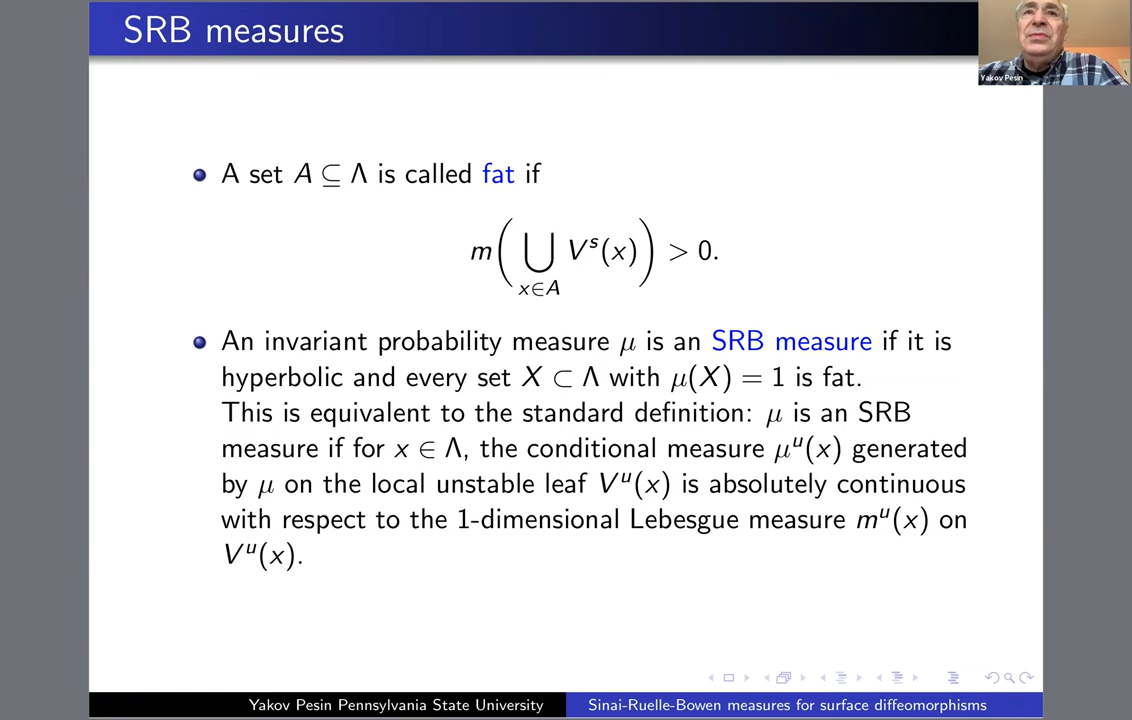 SRB measures
Yakov Pesin
A set A ⊆ Λ is called fat if
m(⋃_{x∈A} V^s(x)) > 0.
An invariant probability measure μ is an SRB measure if it is
hyperbolic and every set X ⊂ Λ with μ(X) = 1 is fat.
This is equivalent to the standard definition: μ is an SRB
measure if for x ∈ Λ, the conditional measure μ^u(x) generated
by μ on the local unstable leaf V^u(x) is absolutely continuous
with respect to the 1-dimensional Lebesgue measure m^u(x) on
V^u(x).
Yakov Pesin Pennsylvania State University
Sinai-Ruelle-Bowen measures for surface diffeomorphisms